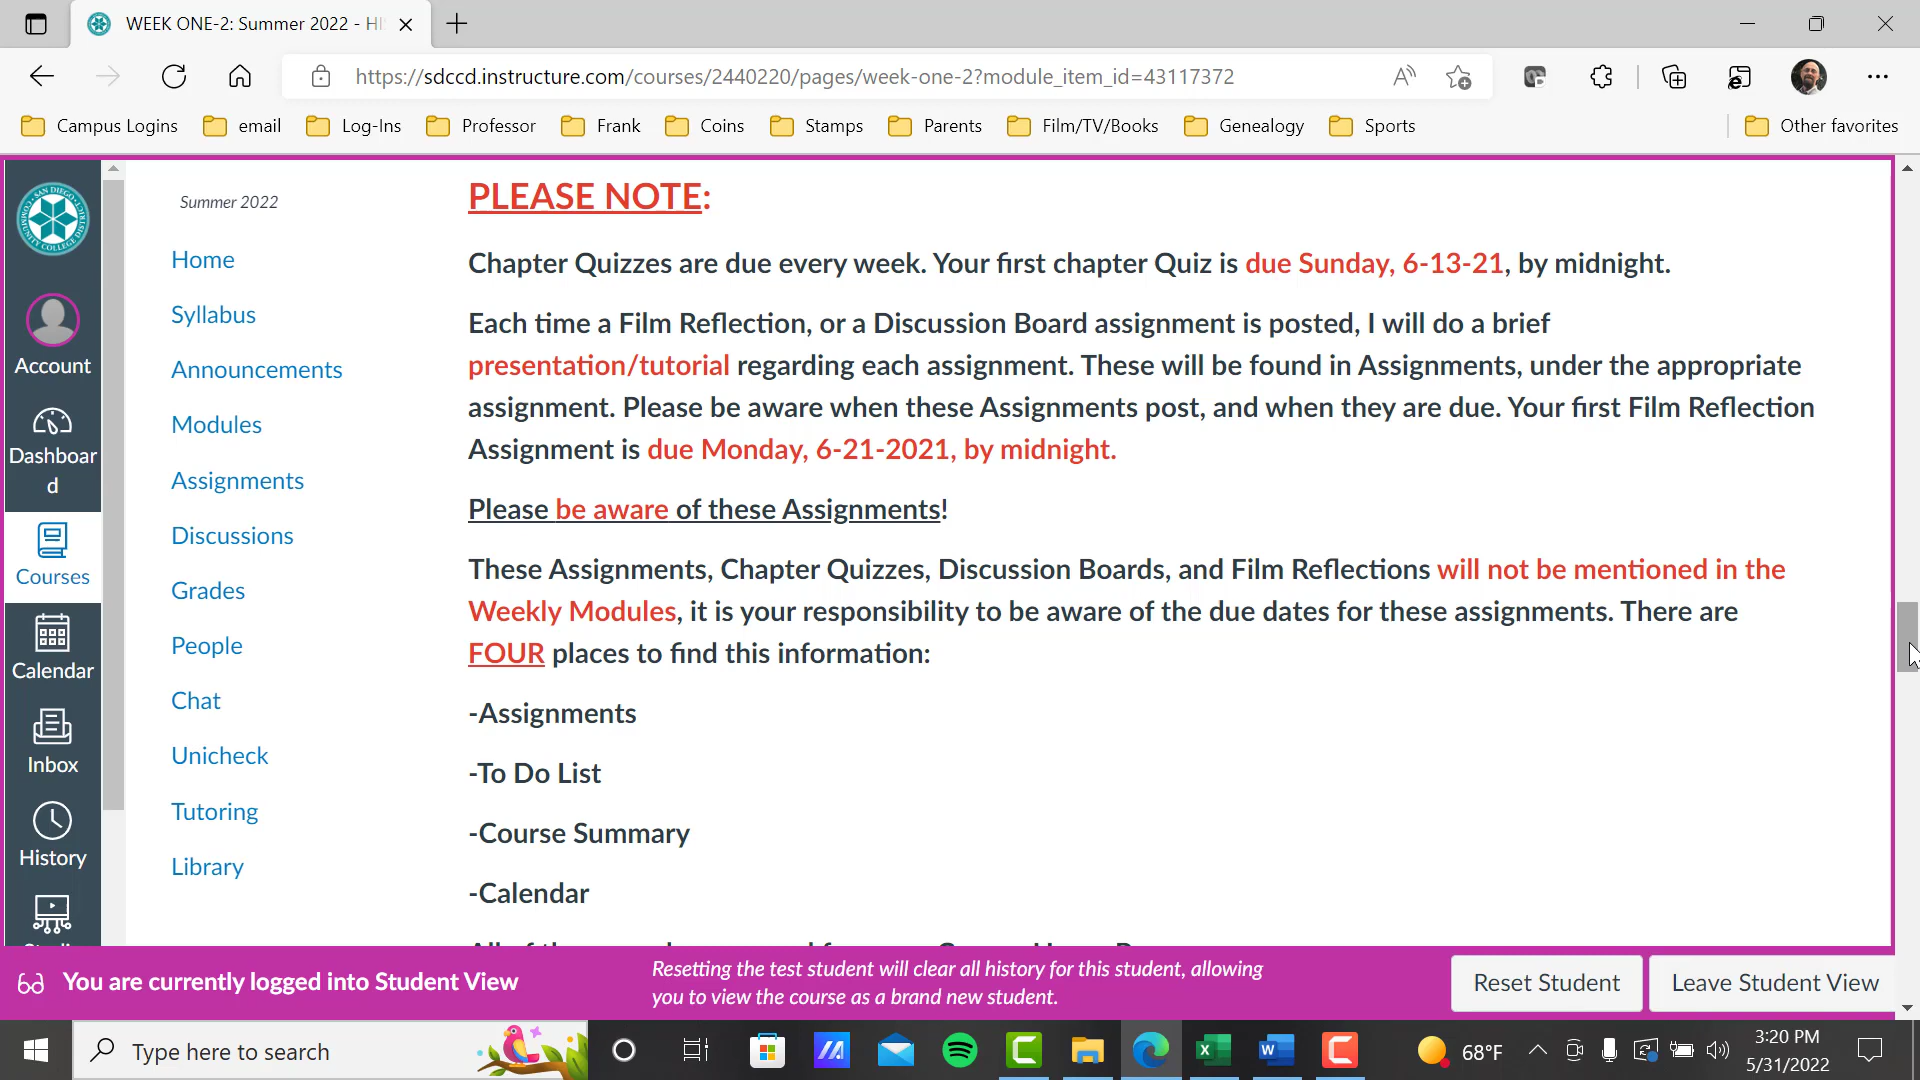 WEEK ONE-2: Summer 2022 - HI
https://sdccd.instructure.com/courses/2440220/pages/week-one-2?module_item_id=43117372
Campus Logins
email
Log-Ins
Professor
Frank
Coins
Stamps
Parents
Film/TV/Books
Genealogy
Sports
Other favorites
SAN DIEGO
COMMUNITY COLLEGE DISTRICT
Account
Dashboar
d
Courses
Calendar
Inbox
History
Summer 2022
Home
Syllabus
Announcements
Modules
Assignments
Discussions
Grades
People
Chat
Unicheck
Tutoring
Library
PLEASE NOTE:
Chapter Quizzes are due every week. Your first chapter Quiz is due Sunday, 6-13-21, by midnight.
Each time a Film Reflection, or a Discussion Board assignment is posted, I will do a brief
presentation/tutorial regarding each assignment. These will be found in Assignments, under the appropriate
assignment. Please be aware when these Assignments post, and when they are due. Your first Film Reflection
Assignment is due Monday, 6-21-2021, by midnight.
Please be aware of these Assignments!
These Assignments, Chapter Quizzes, Discussion Boards, and Film Reflections will not be mentioned in the
Weekly Modules, it is your responsibility to be aware of the due dates for these assignments. There are
FOUR places to find this information:
-Assignments
-To Do List
-Course Summary
-Calendar
You are currently logged into Student View
Resetting the test student will clear all history for this student, allowing
you to view the course as a brand new student.
Reset Student
Leave Student View
Type here to search
68°F
3:20 PM
5/31/2022